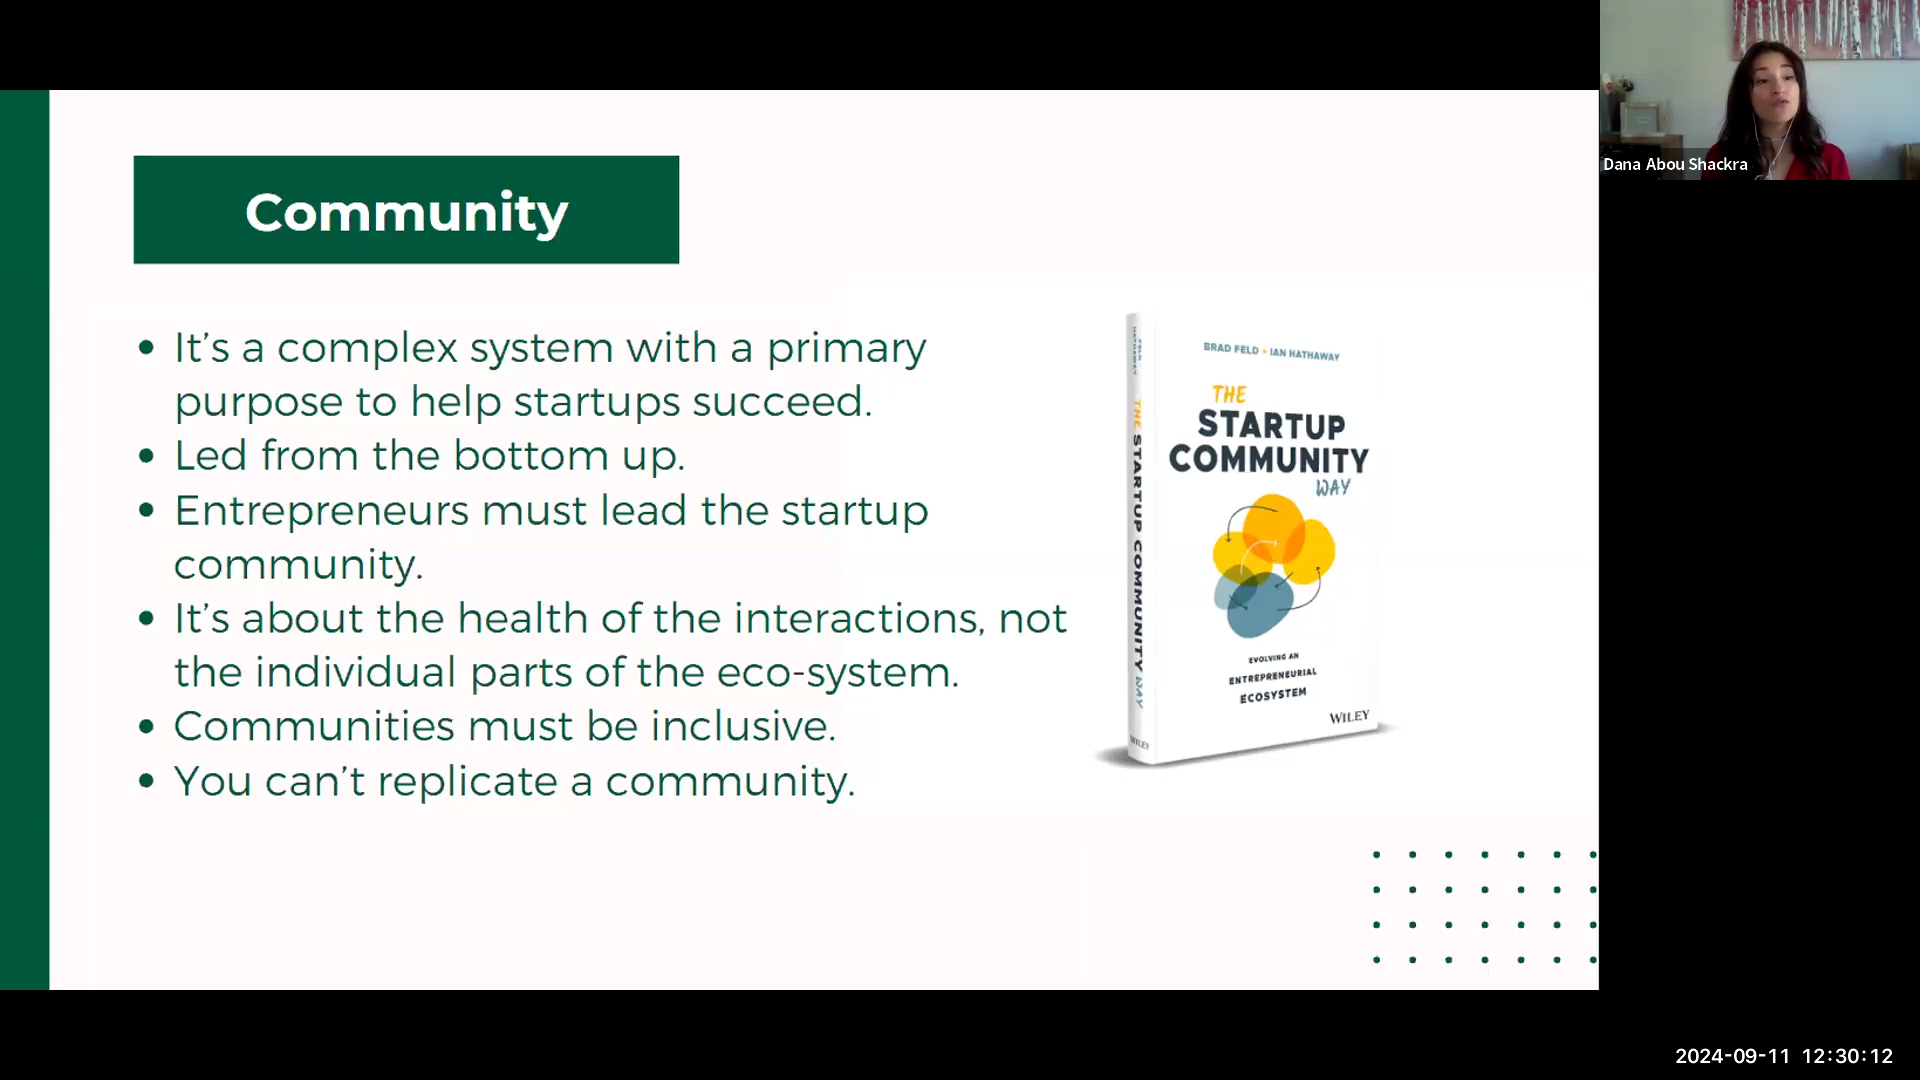 Community
• It’s a complex system with a primary
purpose to help startups succeed.
• Led from the bottom up.
• Entrepreneurs must lead the startup
community.
• It’s about the health of the interactions, not
the individual parts of the eco-system.
• Communities must be inclusive.
• You can’t replicate a community.
BRAD FELD + IAN HATHAWAY
THE
STARTUP
COMMUNITY
WAY
EVOLVING AN
ENTREPRENEURIAL
ECOSYSTEM
WILEY
FELD
HATHAWAY
THE STARTUP COMMUNITY WAY
WILEY
Dana Abou Shackra
2024-09-11 12:30:12